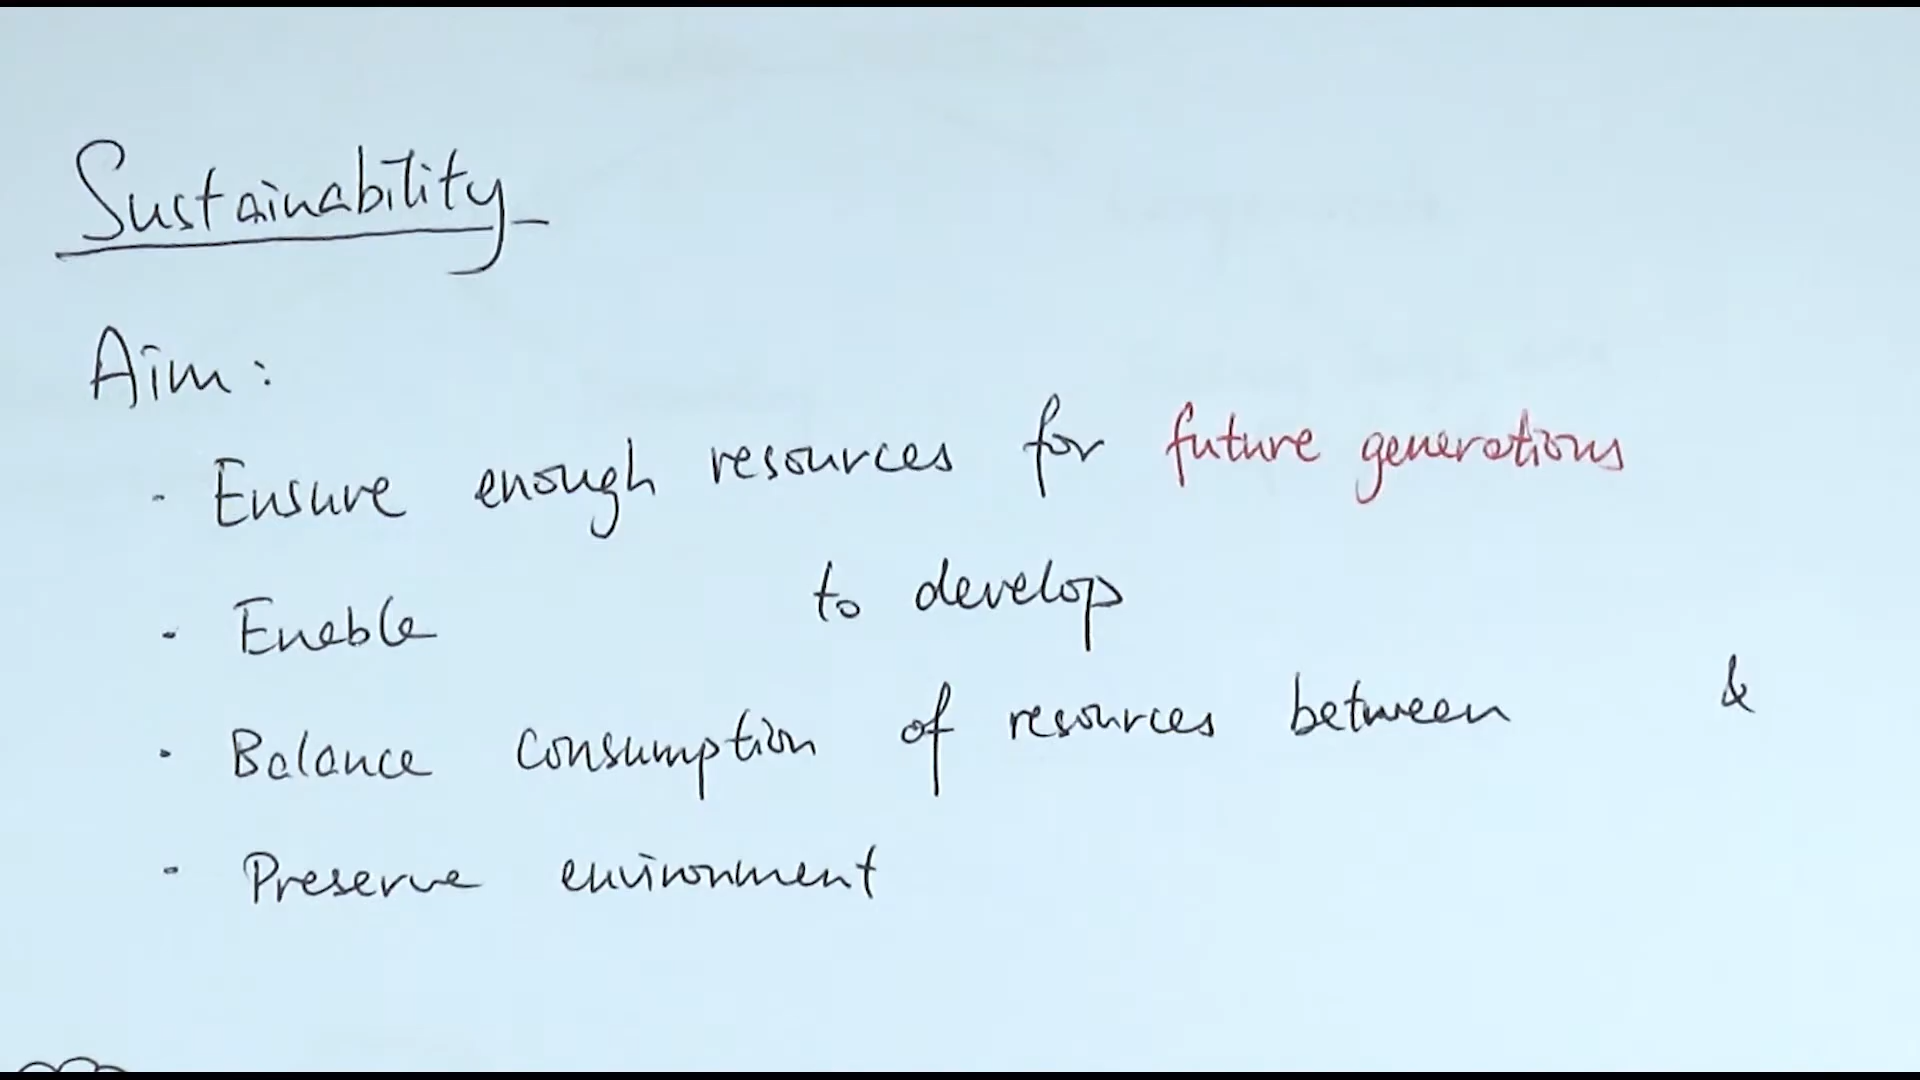 Sustainability
Aim:
· Ensure enough resources for future generations
· Enable to develop
· Balance consumption of resources between &
· Preserve environment